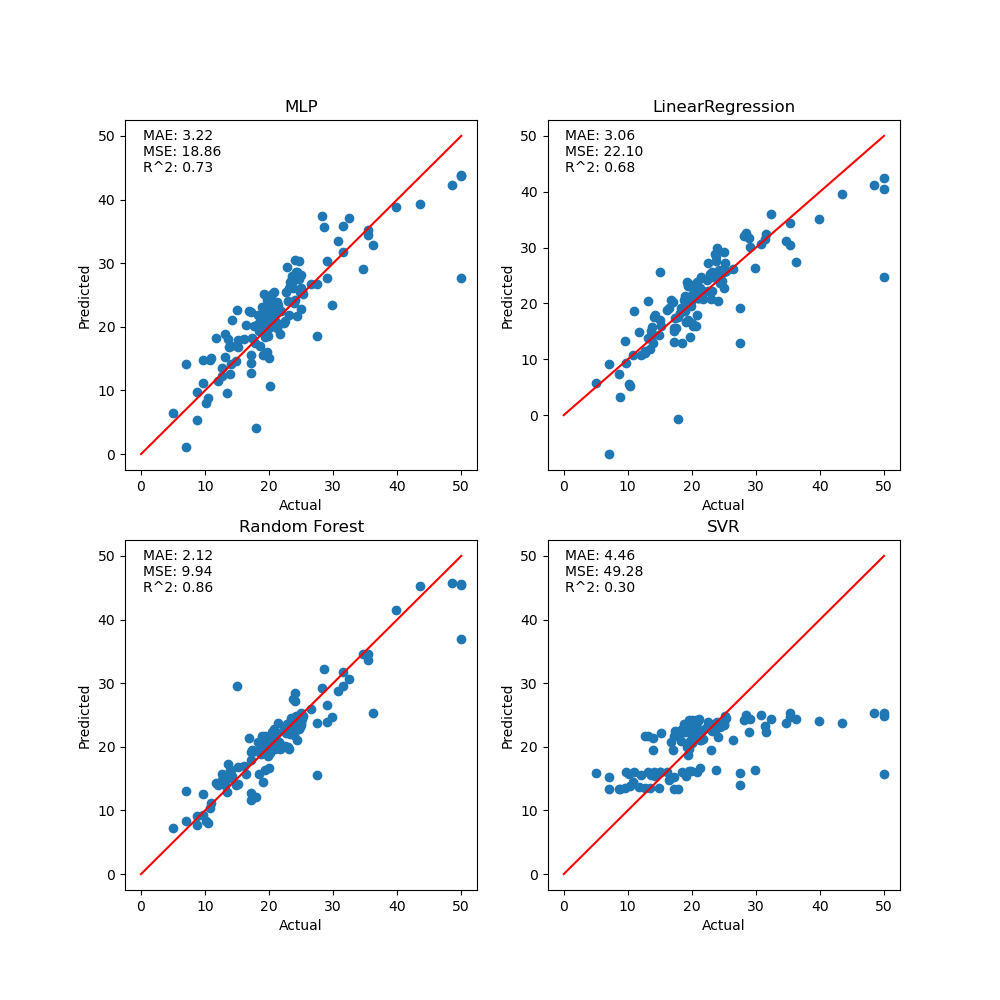 MLP
MAE: 3.22
MSE: 18.86
R^2: 0.73
50
40
30
20
10
0
Predicted
0 10 20 30 40 50
Actual
LinearRegression
MAE: 3.06
MSE: 22.10
R^2: 0.68
50
40
30
20
10
0
Predicted
0 10 20 30 40 50
Actual
Random Forest
MAE: 2.12
MSE: 9.94
R^2: 0.86
50
40
30
20
10
0
Predicted
0 10 20 30 40 50
Actual
SVR
MAE: 4.46
MSE: 49.28
R^2: 0.30
50
40
30
20
10
0
Predicted
0 10 20 30 40 50
Actual